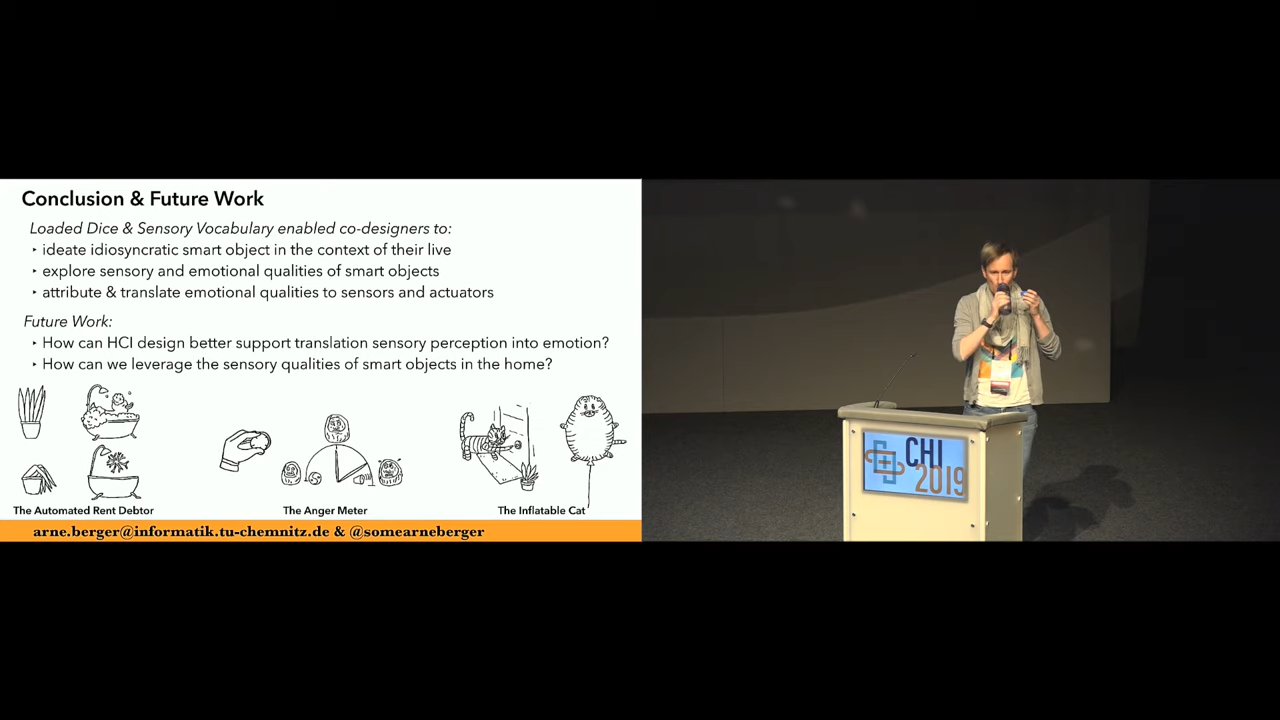 Conclusion & Future Work
Loaded Dice & Sensory Vocabulary enabled co-designers to:
‣ ideate idiosyncratic smart object in the context of their live
‣ explore sensory and emotional qualities of smart objects
‣ attribute & translate emotional qualities to sensors and actuators
Future Work:
‣ How can HCI design better support translation sensory perception into emotion?
‣ How can we leverage the sensory qualities of smart objects in the home?
The Automated Rent Debtor
The Anger Meter
The Inflatable Cat
arne.berger@informatik.tu-chemnitz.de & @somearneberger
CHI
2019